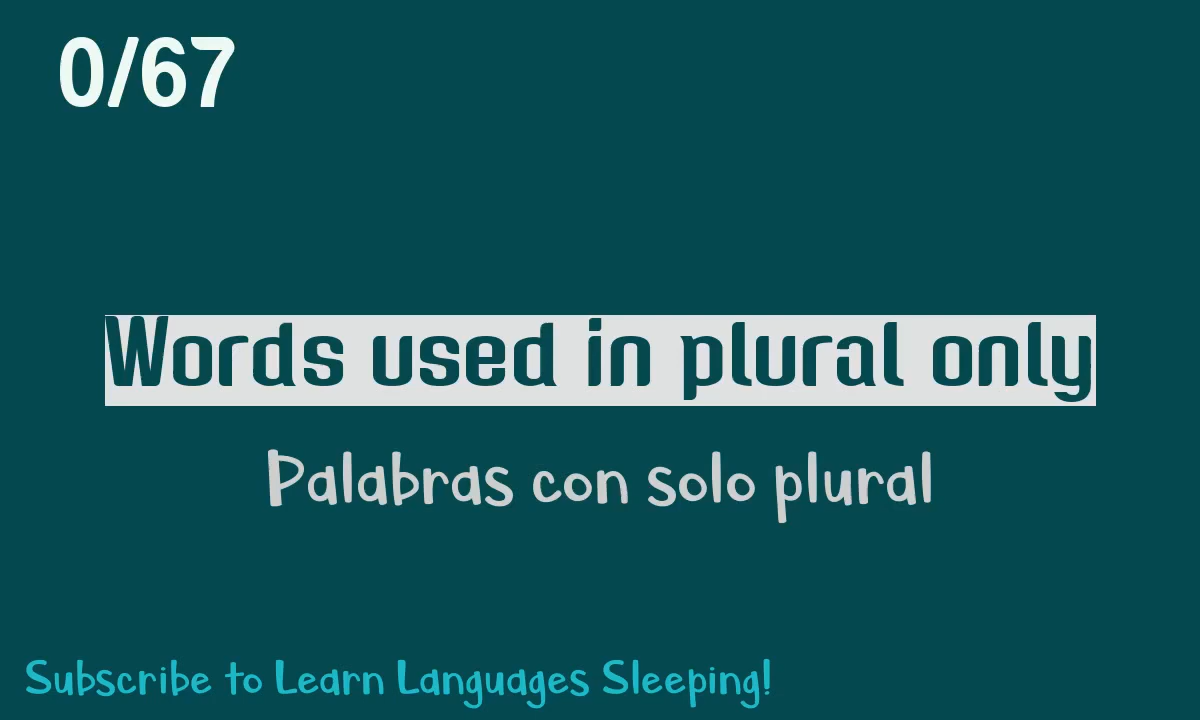 0/67
Words used in plural only
Palabras con solo plural
Subscribe to Learn Languages Sleeping!